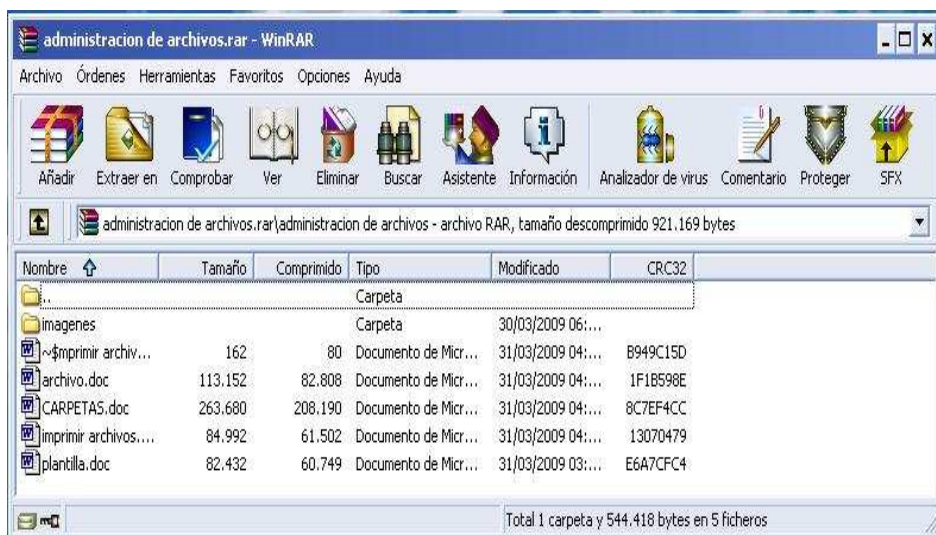 administracion de archivos.rar - WinRAR
Archivo Órdenes Herramientas Favoritos Opciones Ayuda
Añadir Extraer en Comprobar Ver Eliminar Buscar Asistente Información Analizador de virus Comentario Proteger SFX
administracion de archivos.rar\administracion de archivos - archivo RAR, tamaño descomprimido 921.169 bytes
Nombre Tamaño Comprimido Tipo Modificado CRC32
.. Carpeta
imagenes Carpeta 30/03/2009 06:...
~$mprimir archiv... 162 80 Documento de Micr... 31/03/2009 04:... B949C15D
archivo.doc 113.152 82.808 Documento de Micr... 31/03/2009 04:... 1F1B598E
CARPETAS.doc 263.680 208.190 Documento de Micr... 31/03/2009 04:... 8C7EF4CC
imprimir archivos.... 84.992 61.502 Documento de Micr... 31/03/2009 04:... 13070479
plantilla.doc 82.432 60.749 Documento de Micr... 31/03/2009 03:... E6A7CFC4
Total 1 carpeta y 544.418 bytes en 5 ficheros